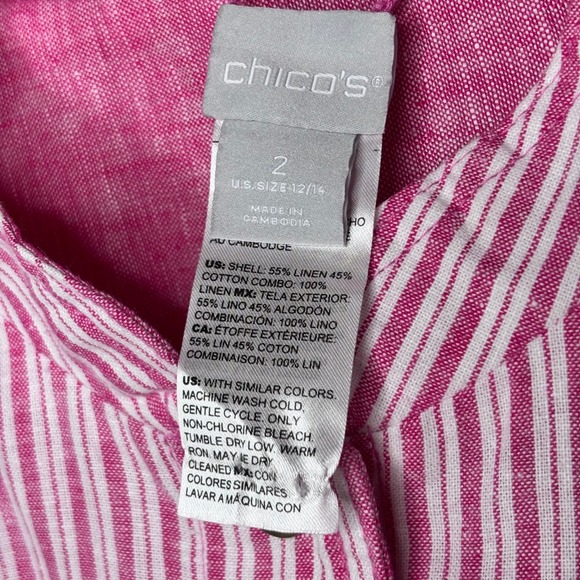 chico's®
2
U.S. SIZE 12/14
MADE IN
CAMBODIA
HO
AU CAMBODGE
US: SHELL: 55% LINEN 45%
COTTON COMBO: 100%
LINEN MX: TELA EXTERIOR:
55% LINO 45% ALGODÓN
COMBINACIÓN: 100% LINO
CA: ÉTOFFE EXTÉRIEURE:
55% LIN 45% COTON
COMBINAISON: 100% LIN
US: WITH SIMILAR COLORS.
MACHINE WASH COLD,
GENTLE CYCLE. ONLY
NON-CHLORINE BLEACH.
TUMBLE DRY LOW. WARM
IRON. MAY BE DRY
CLEANED MX: CON
COLORES SIMILARES
LAVAR A MÁQUINA CON